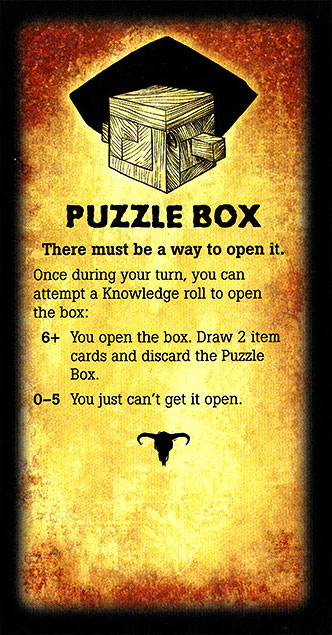 PUZZLE BOX
There must be a way to open it.
Once during your turn, you can
attempt a Knowledge roll to open
the box:
6+ You open the box. Draw 2 item
cards and discard the Puzzle
Box.
0–5 You just can't get it open.